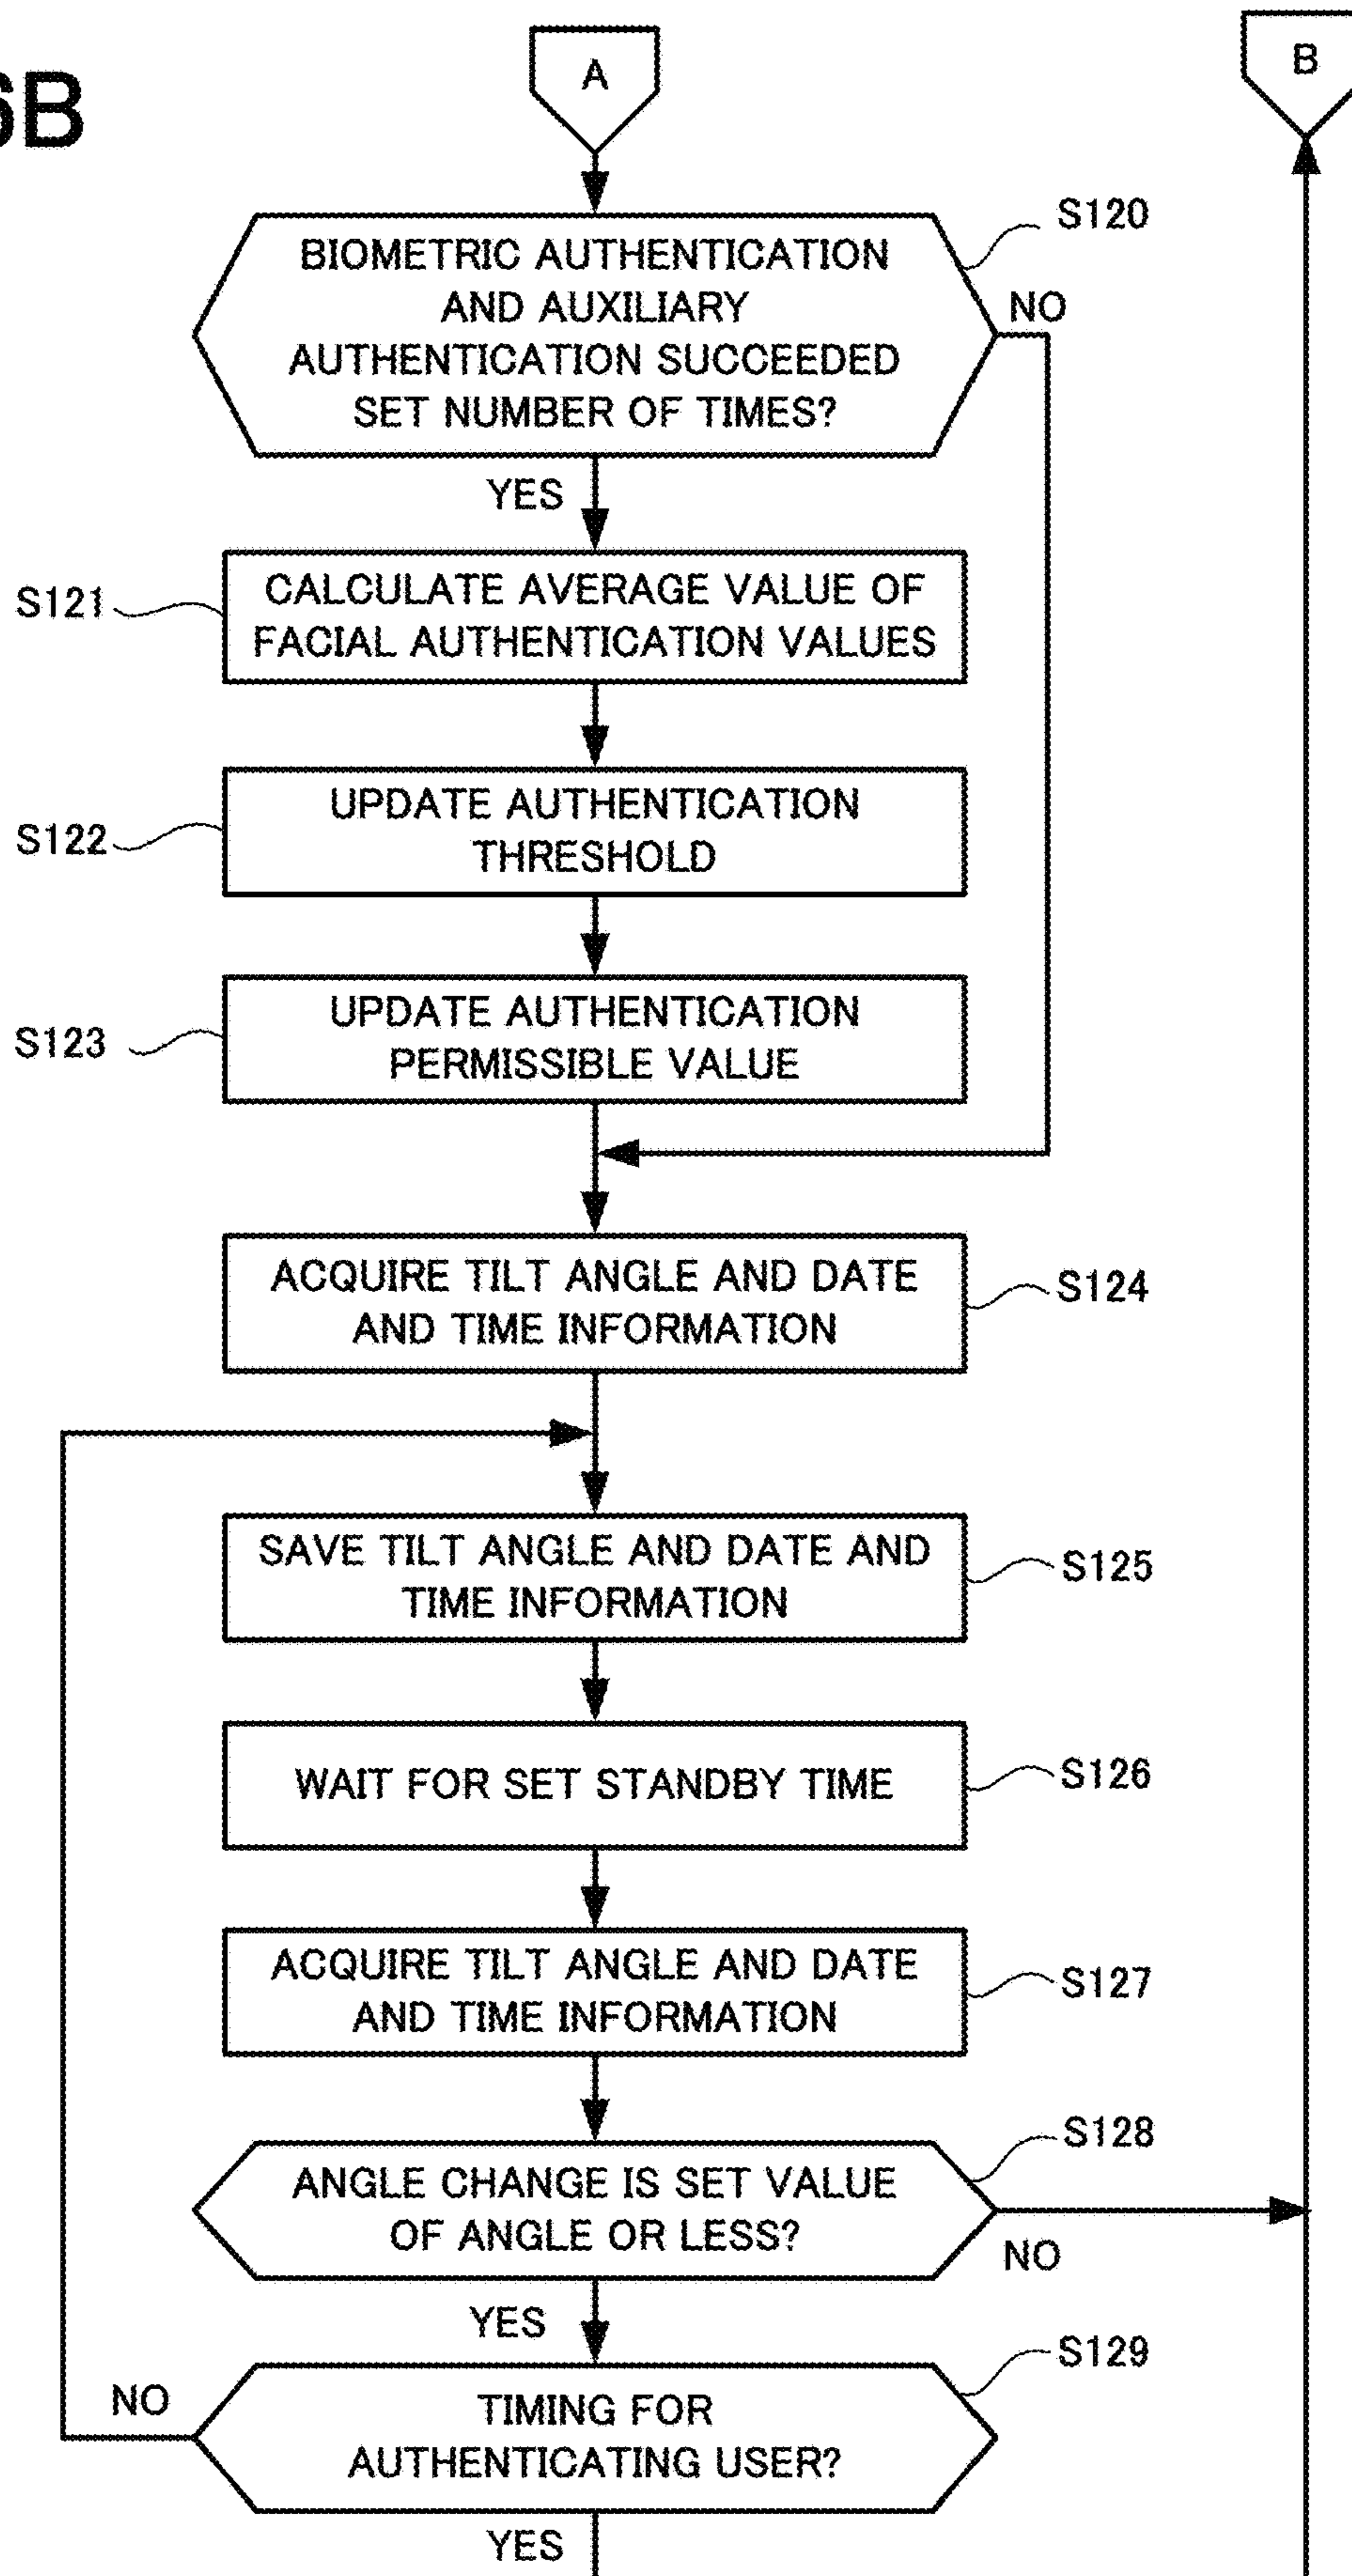 6B
A
B
S120
BIOMETRIC AUTHENTICATION
AND AUXILIARY
AUTHENTICATION SUCCEEDED
SET NUMBER OF TIMES?
NO
YES
S121
CALCULATE AVERAGE VALUE OF
FACIAL AUTHENTICATION VALUES
S122
UPDATE AUTHENTICATION
THRESHOLD
S123
UPDATE AUTHENTICATION
PERMISSIBLE VALUE
ACQUIRE TILT ANGLE AND DATE
AND TIME INFORMATION
S124
SAVE TILT ANGLE AND DATE AND
TIME INFORMATION
S125
WAIT FOR SET STANDBY TIME
S126
ACQUIRE TILT ANGLE AND DATE
AND TIME INFORMATION
S127
S128
ANGLE CHANGE IS SET VALUE
OF ANGLE OR LESS?
NO
YES
S129
NO
TIMING FOR
AUTHENTICATING USER?
YES